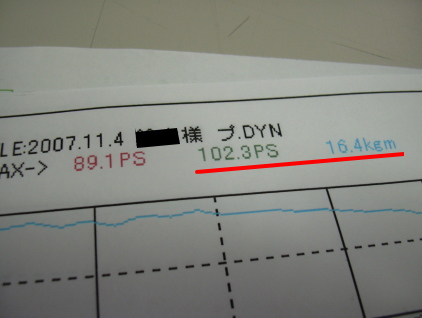 LE:2007.11.4 様 プ.DYN
AX-> 89.1PS 102.3PS 16.4kgm